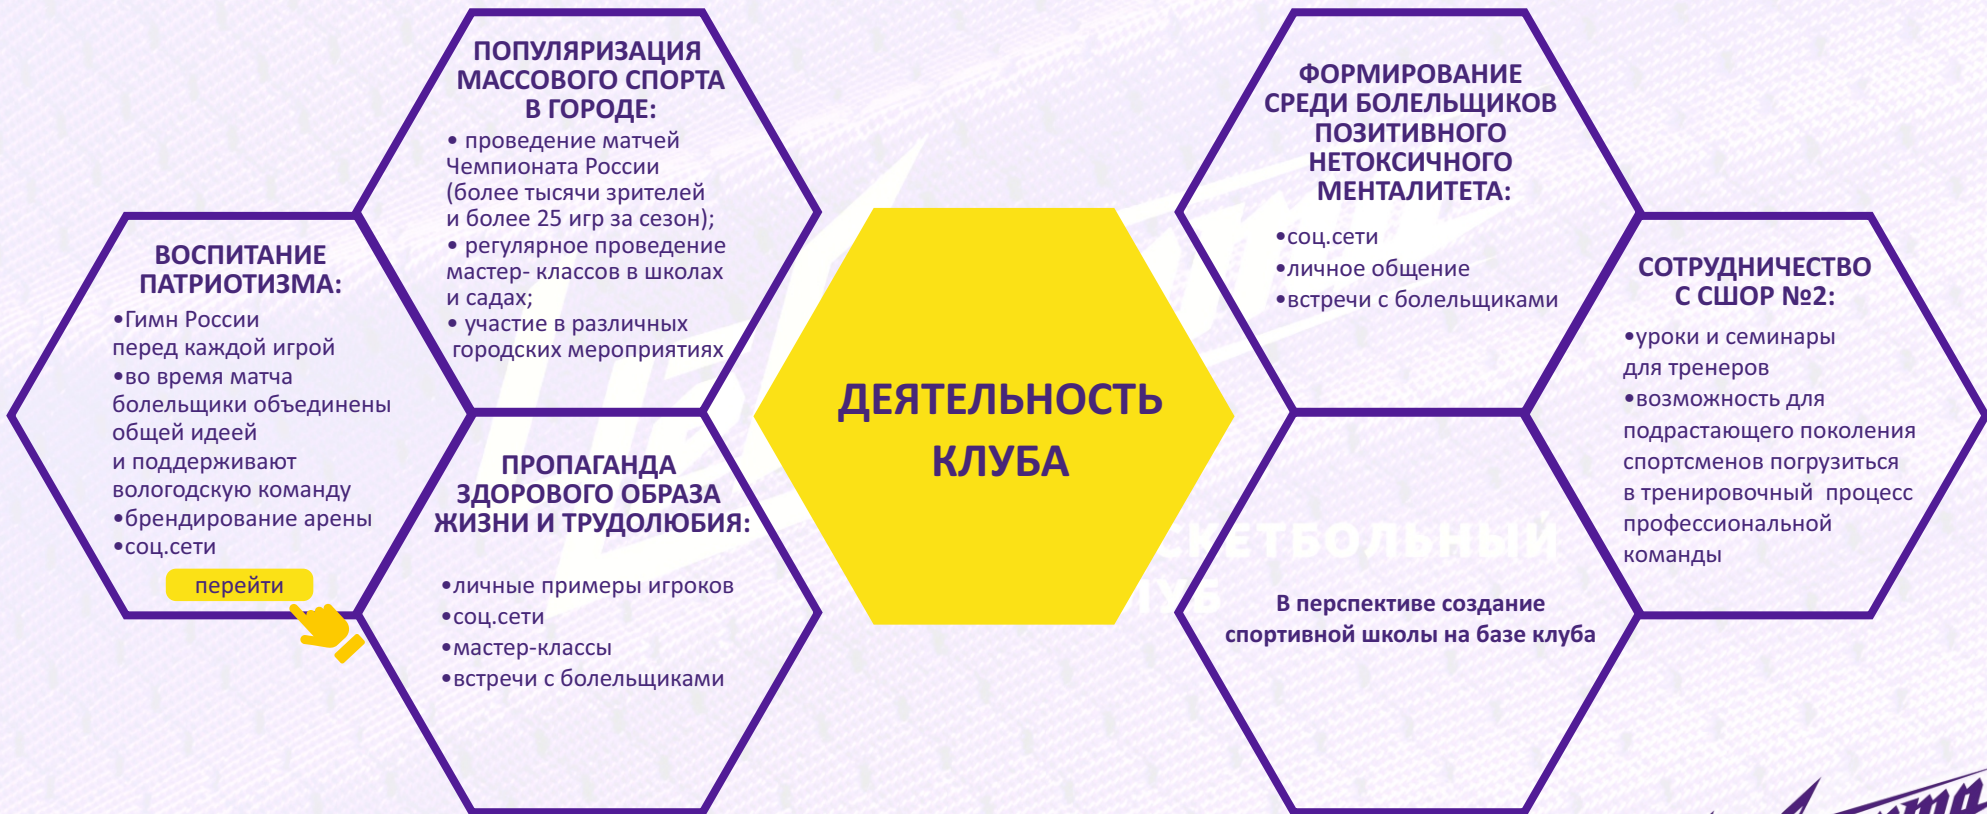 ПОПУЛЯРИЗАЦИЯ
МАССОВОГО СПОРТА
В ГОРОДЕ:
• проведение матчей
Чемпионата России
(более тысячи зрителей
и более 25 игр за сезон);
• регулярное проведение
мастер- классов в школах
и садах;
• участие в различных
городских мероприятиях
ВОСПИТАНИЕ
ПАТРИОТИЗМА:
•Гимн России
перед каждой игрой
•во время матча
болельщики объединены
общей идеей
и поддерживают
вологодскую команду
•брендирование арены
•соц.сети
перейти
ПРОПАГАНДА
ЗДОРОВОГО ОБРАЗА
ЖИЗНИ И ТРУДОЛЮБИЯ:
•личные примеры игроков
•соц.сети
•мастер-классы
•встречи с болельщиками
ДЕЯТЕЛЬНОСТЬ
КЛУБА
ФОРМИРОВАНИЕ
СРЕДИ БОЛЕЛЬЩИКОВ
ПОЗИТИВНОГО
НЕТОКСИЧНОГО
МЕНТАЛИТЕТА:
•соц.сети
•личное общение
•встречи с болельщиками
СОТРУДНИЧЕСТВО
С СШОР №2:
•уроки и семинары
для тренеров
•возможность для
подрастающего поколения
спортсменов погрузиться
в тренировочный процесс
профессиональной
команды
В перспективе создание
спортивной школы на базе клуба